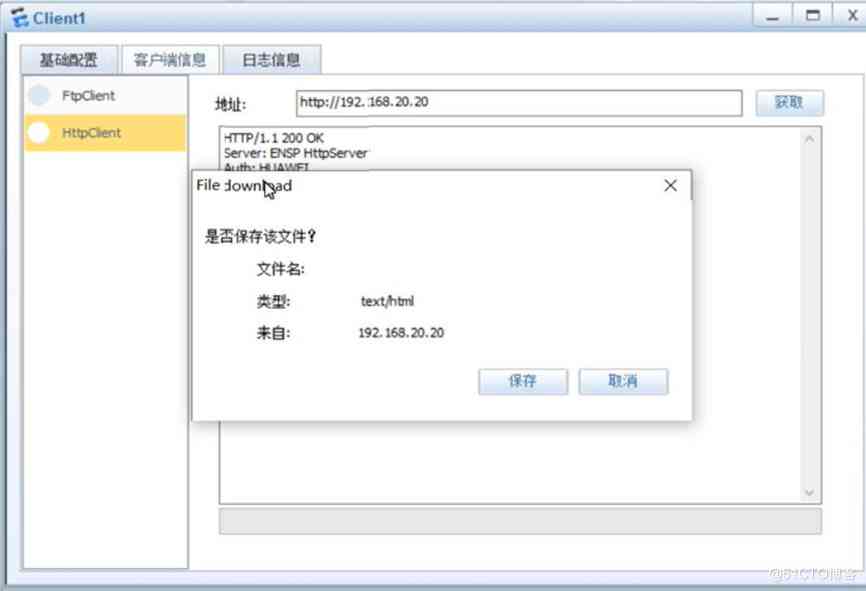 Client1
基础配置 客户端信息 日志信息
FtpClient
HttpClient
地址: http://192.168.20.20 获取
HTTP/1.1 200 OK
Server: ENSP HttpServer
Auth: HUAWEI
File download
是否保存该文件?
文件名:
类型: text/html
来自: 192.168.20.20
保存 取消
@51CTO博客